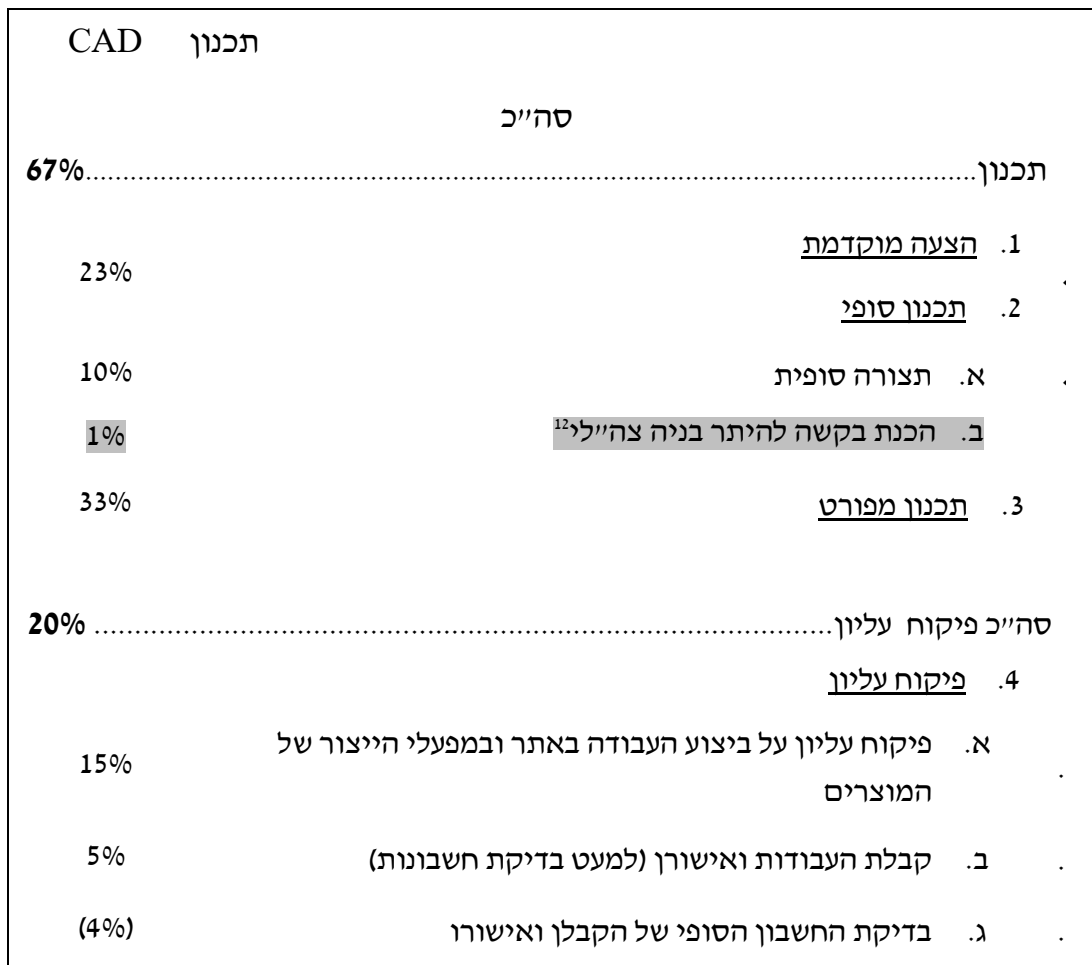 תכנון CAD
סה״כ
תכנון....................................................................................................67%
1. הצעה מוקדמת 23%
2. תכנון סופי
א. תצורה סופית 10%
ב. הכנת בקשה להיתר בניה צה״לי12 1%
3. תכנון מפורט 33%
סה״כ פיקוח עליון.................................................................................... 20%
4. פיקוח עליון
א. פיקוח עליון על ביצוע העבודה באתר ובמפעלי הייצור של 15%
המוצרים
ב. קבלת העבודות ואישורן (למעט בדיקת חשבונות) 5%
ג. בדיקת החשבון הסופי של הקבלן ואישורו (4%)